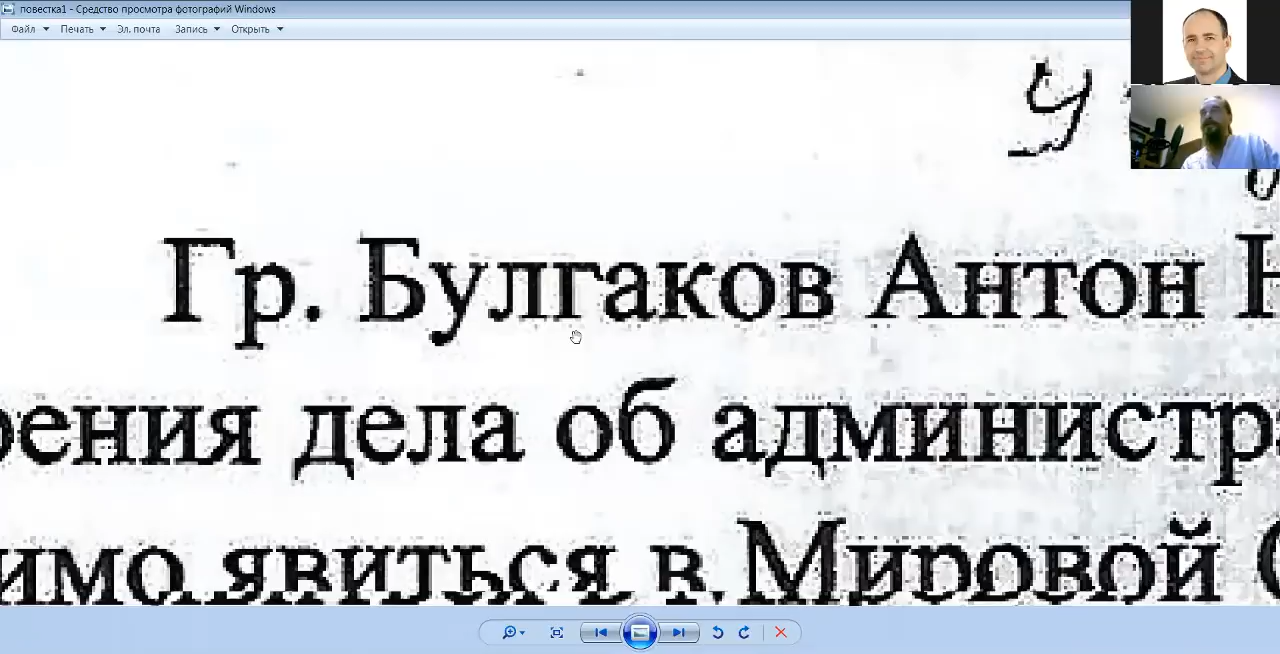 повестка1 - Средство просмотра фотографий Windows
Файл Печать Эл. почта Запись Открыть
У
Гр. Булгаков Антон Н
рения дела об администр
имо явиться в Мировой С